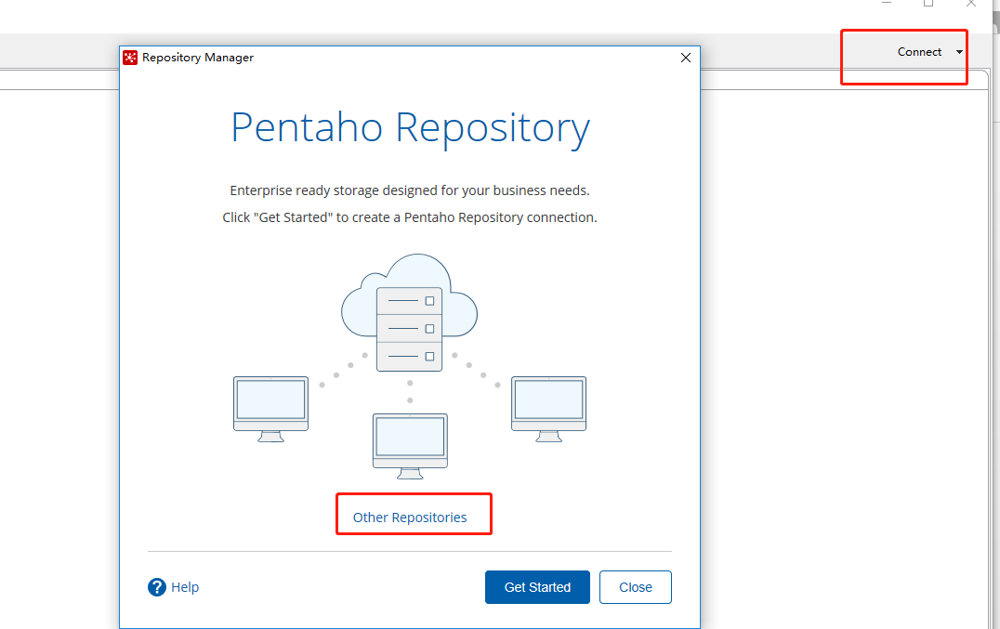 Connect
Repository Manager
Pentaho Repository
Enterprise ready storage designed for your business needs.
Click "Get Started" to create a Pentaho Repository connection.
Other Repositories
? Help
Get Started
Close